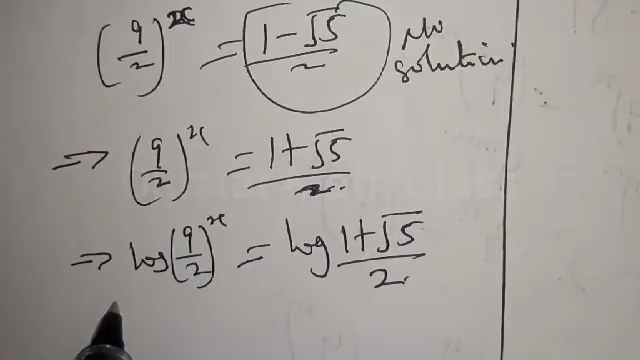 (9/2)^x = (1-√5)/2 No solution
⇒ (9/2)^x = (1+√5)/2.
⇒ log(9/2)^x = log (1+√5)/2